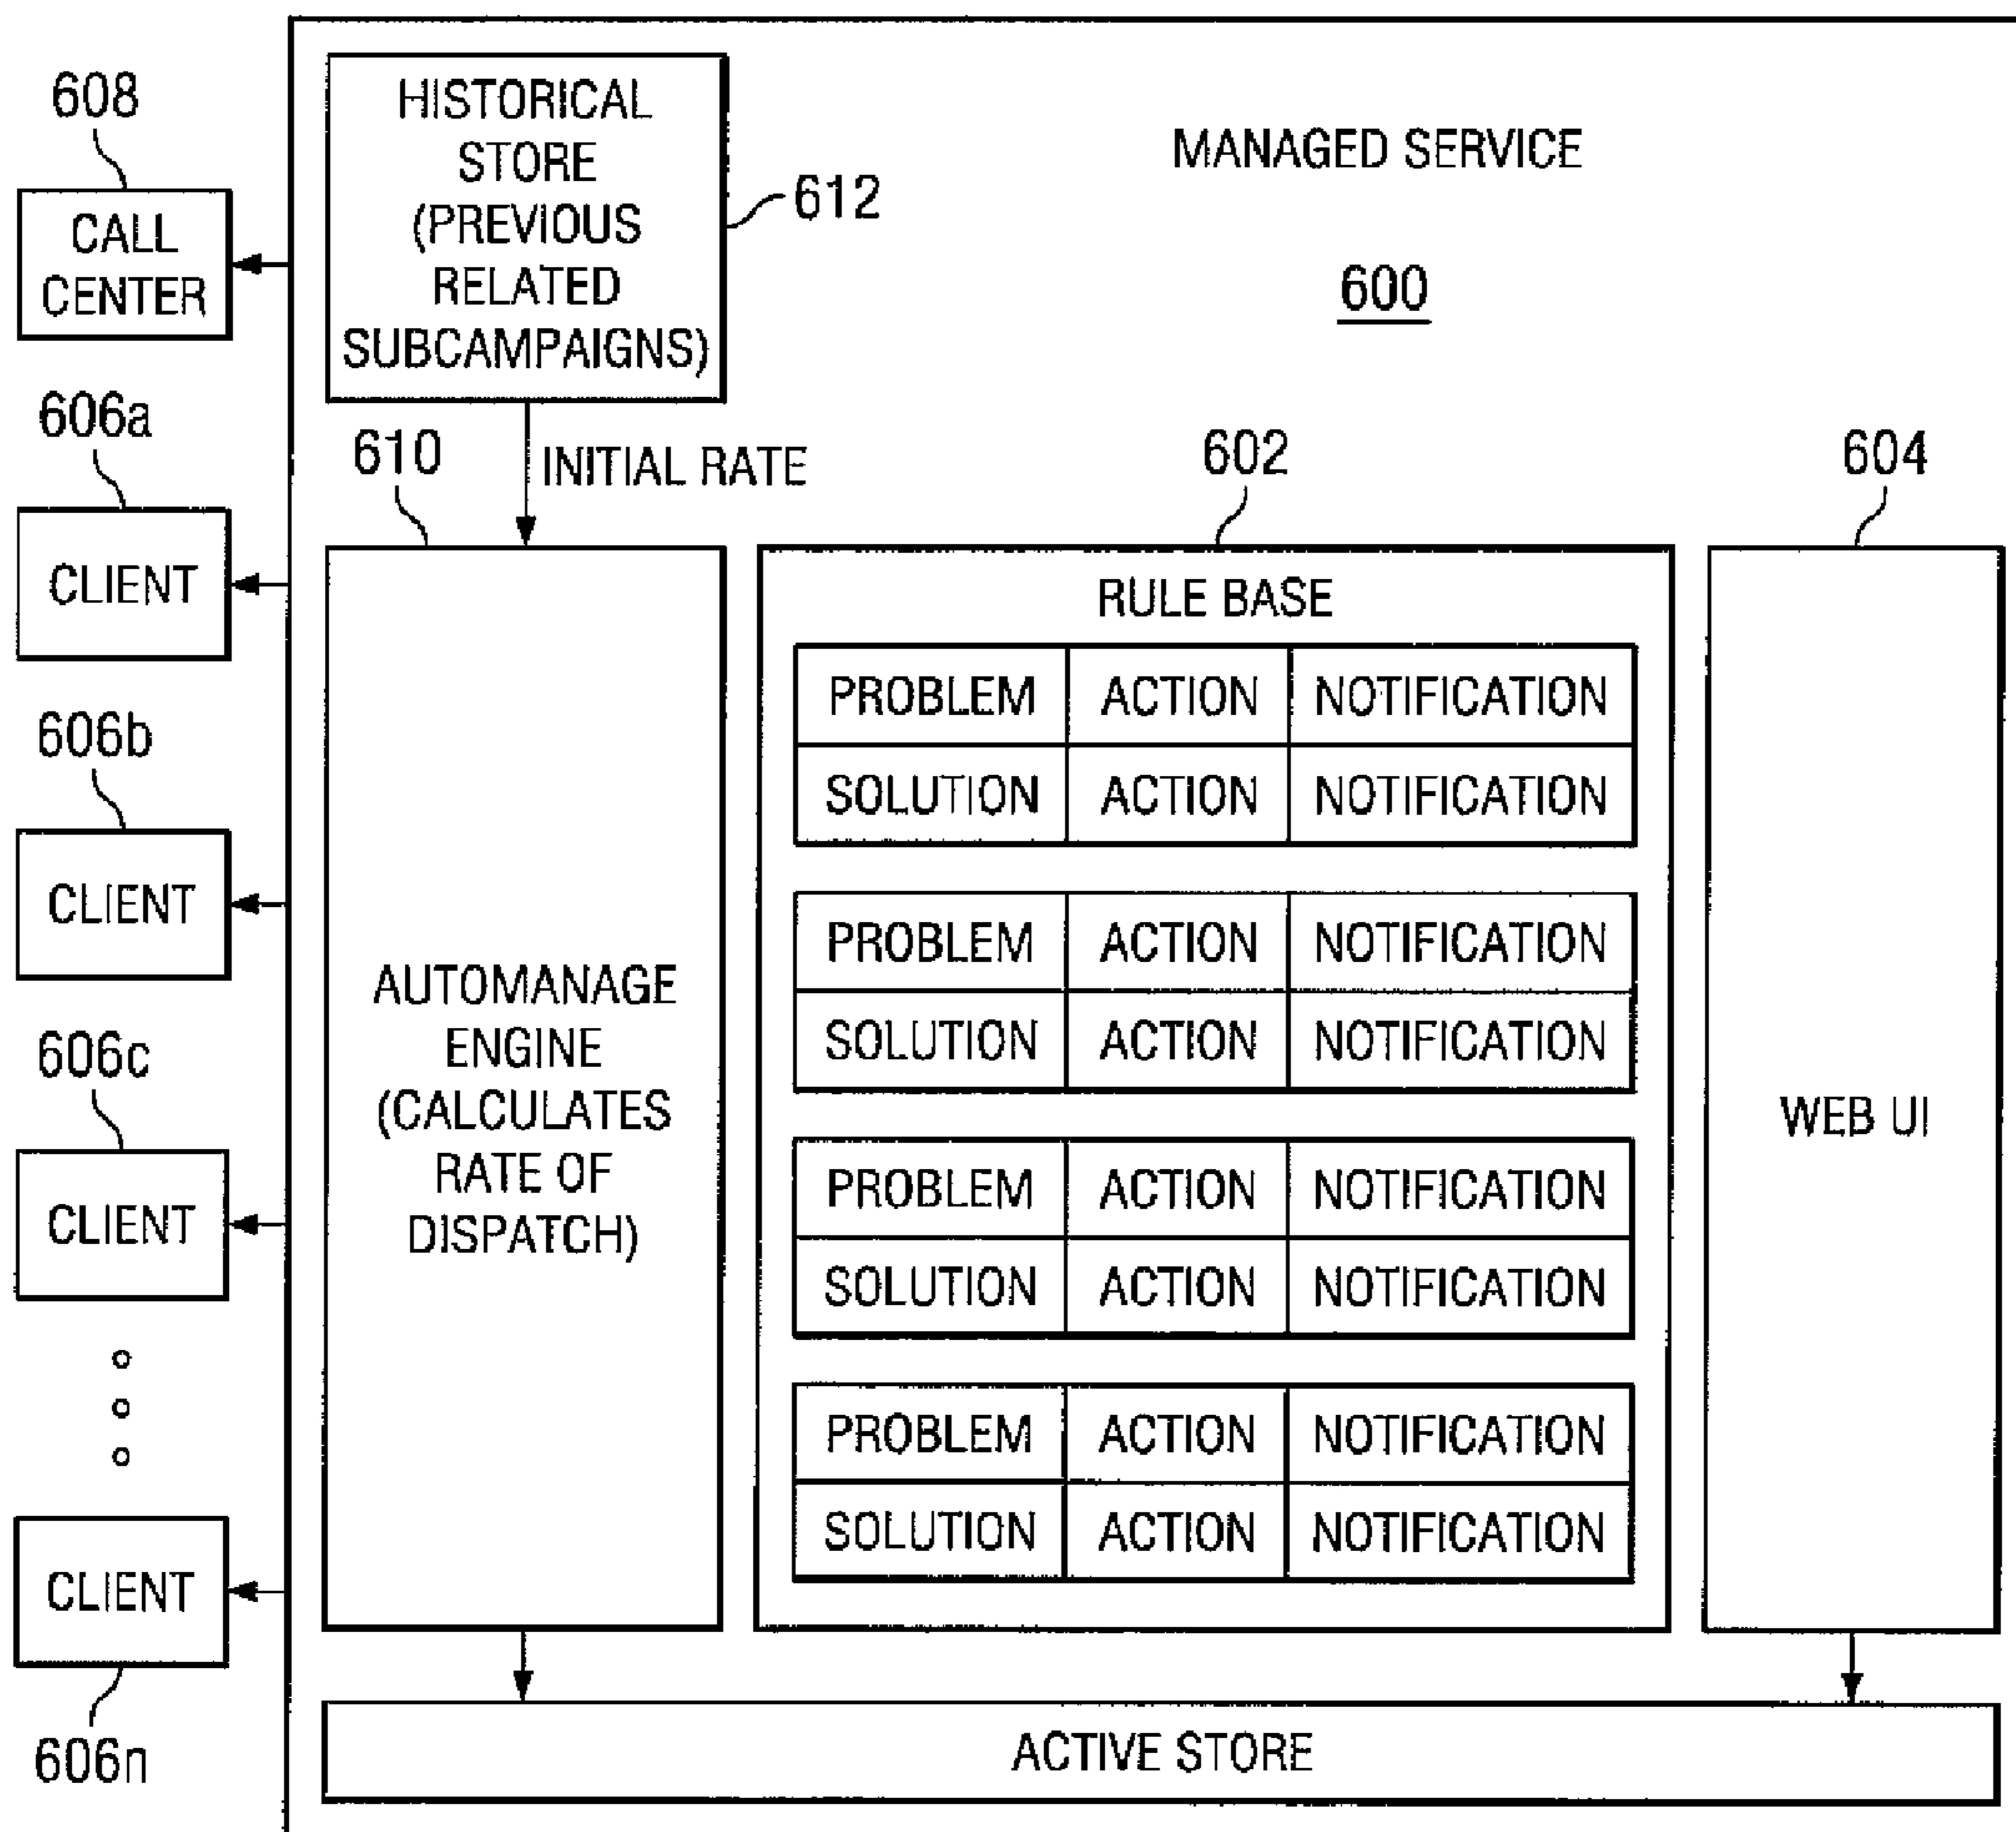 608
CALL
CENTER
606a
CLIENT
606b
CLIENT
606c
CLIENT
CLIENT
606n
HISTORICAL
STORE
(PREVIOUS
RELATED
SUBCAMPAIGNS)
612
MANAGED SERVICE
600
610
INITIAL RATE
602
604
AUTOMANAGE
ENGINE
(CALCULATES
RATE OF
DISPATCH)
RULE BASE
PROBLEM ACTION NOTIFICATION
SOLUTION ACTION NOTIFICATION
PROBLEM ACTION NOTIFICATION
SOLUTION ACTION NOTIFICATION
PROBLEM ACTION NOTIFICATION
SOLUTION ACTION NOTIFICATION
PROBLEM ACTION NOTIFICATION
SOLUTION ACTION NOTIFICATION
WEB UI
ACTIVE STORE